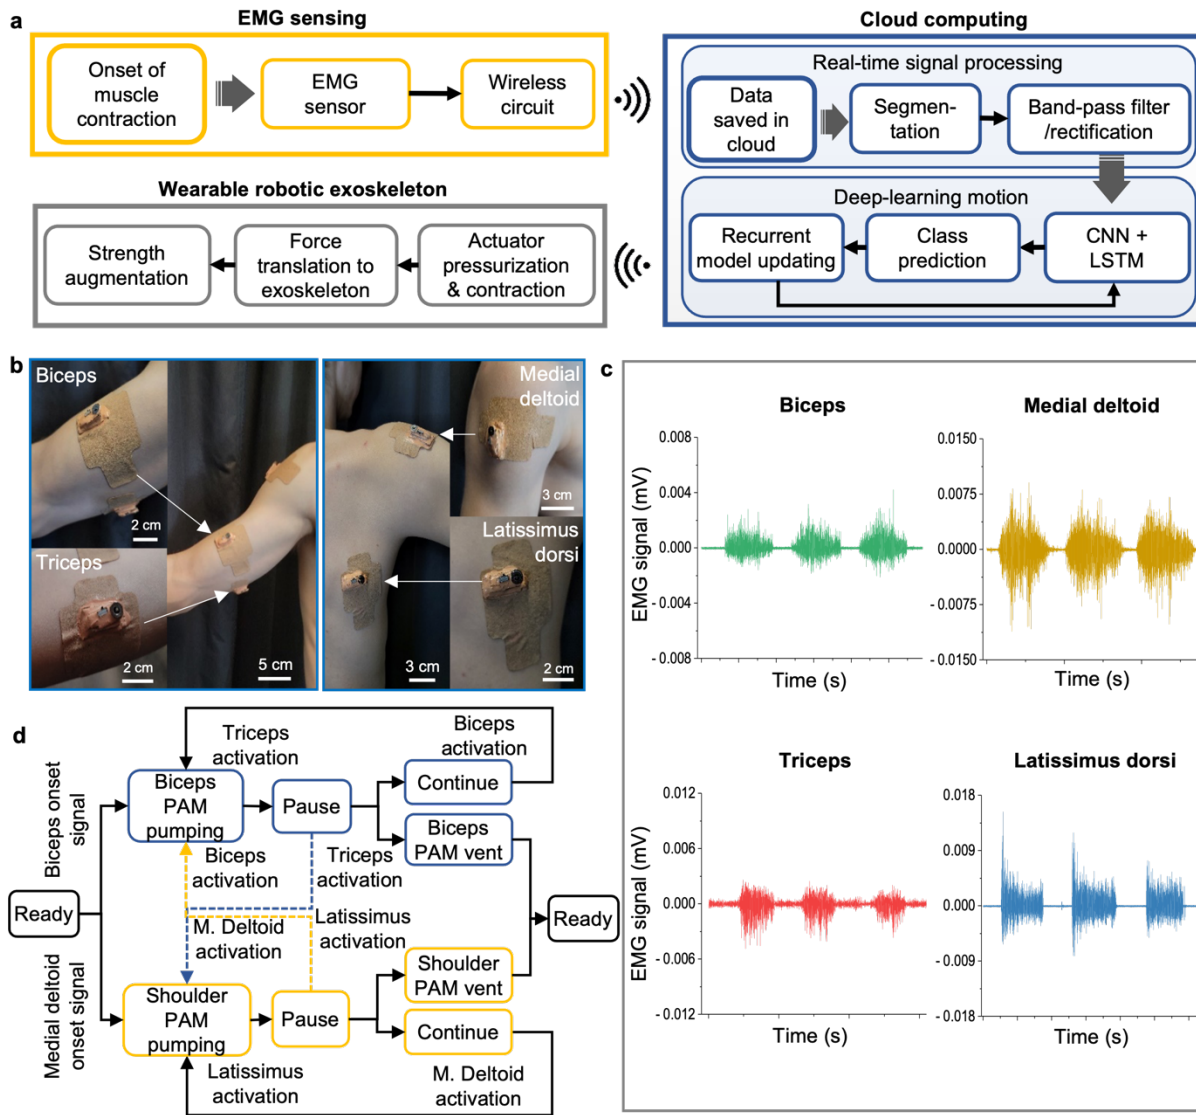 a
EMG sensing
Cloud computing
Onset of
muscle
contraction
EMG
sensor
Wireless
circuit
Real-time signal processing
Data
saved in
cloud
Segmen-
tation
Band-pass filter
/rectification
Wearable robotic exoskeleton
Strength
augmentation
Force
translation to
exoskeleton
Actuator
pressurization
& contraction
Deep-learning motion
Recurrent
model updating
Class
prediction
CNN +
LSTM
b
Biceps
2 cm
Triceps
2 cm
5 cm
Medial
deltoid
3 cm
Latissimus
dorsi
3 cm
2 cm
c
Biceps
EMG signal (mV)
0.008
0.004
0.000
- 0.004
- 0.008
Time (s)
Medial deltoid
0.0150
0.0075
0.0000
- 0.0075
- 0.0150
Time (s)
Triceps
EMG signal (mV)
0.012
0.006
0.000
- 0.006
- 0.012
Time (s)
Latissimus dorsi
0.018
0.009
0.000
- 0.009
- 0.018
Time (s)
d
Biceps onset
signal
Triceps
activation
Biceps
activation
Biceps
PAM
pumping
Pause
Continue
Biceps
PAM vent
Biceps
activation
Triceps
activation
Ready
M. Deltoid
activation
Latissimus
activation
Ready
Medial deltoid
onset signal
Shoulder
PAM
pumping
Pause
Shoulder
PAM vent
Continue
Latissimus
activation
M. Deltoid
activation